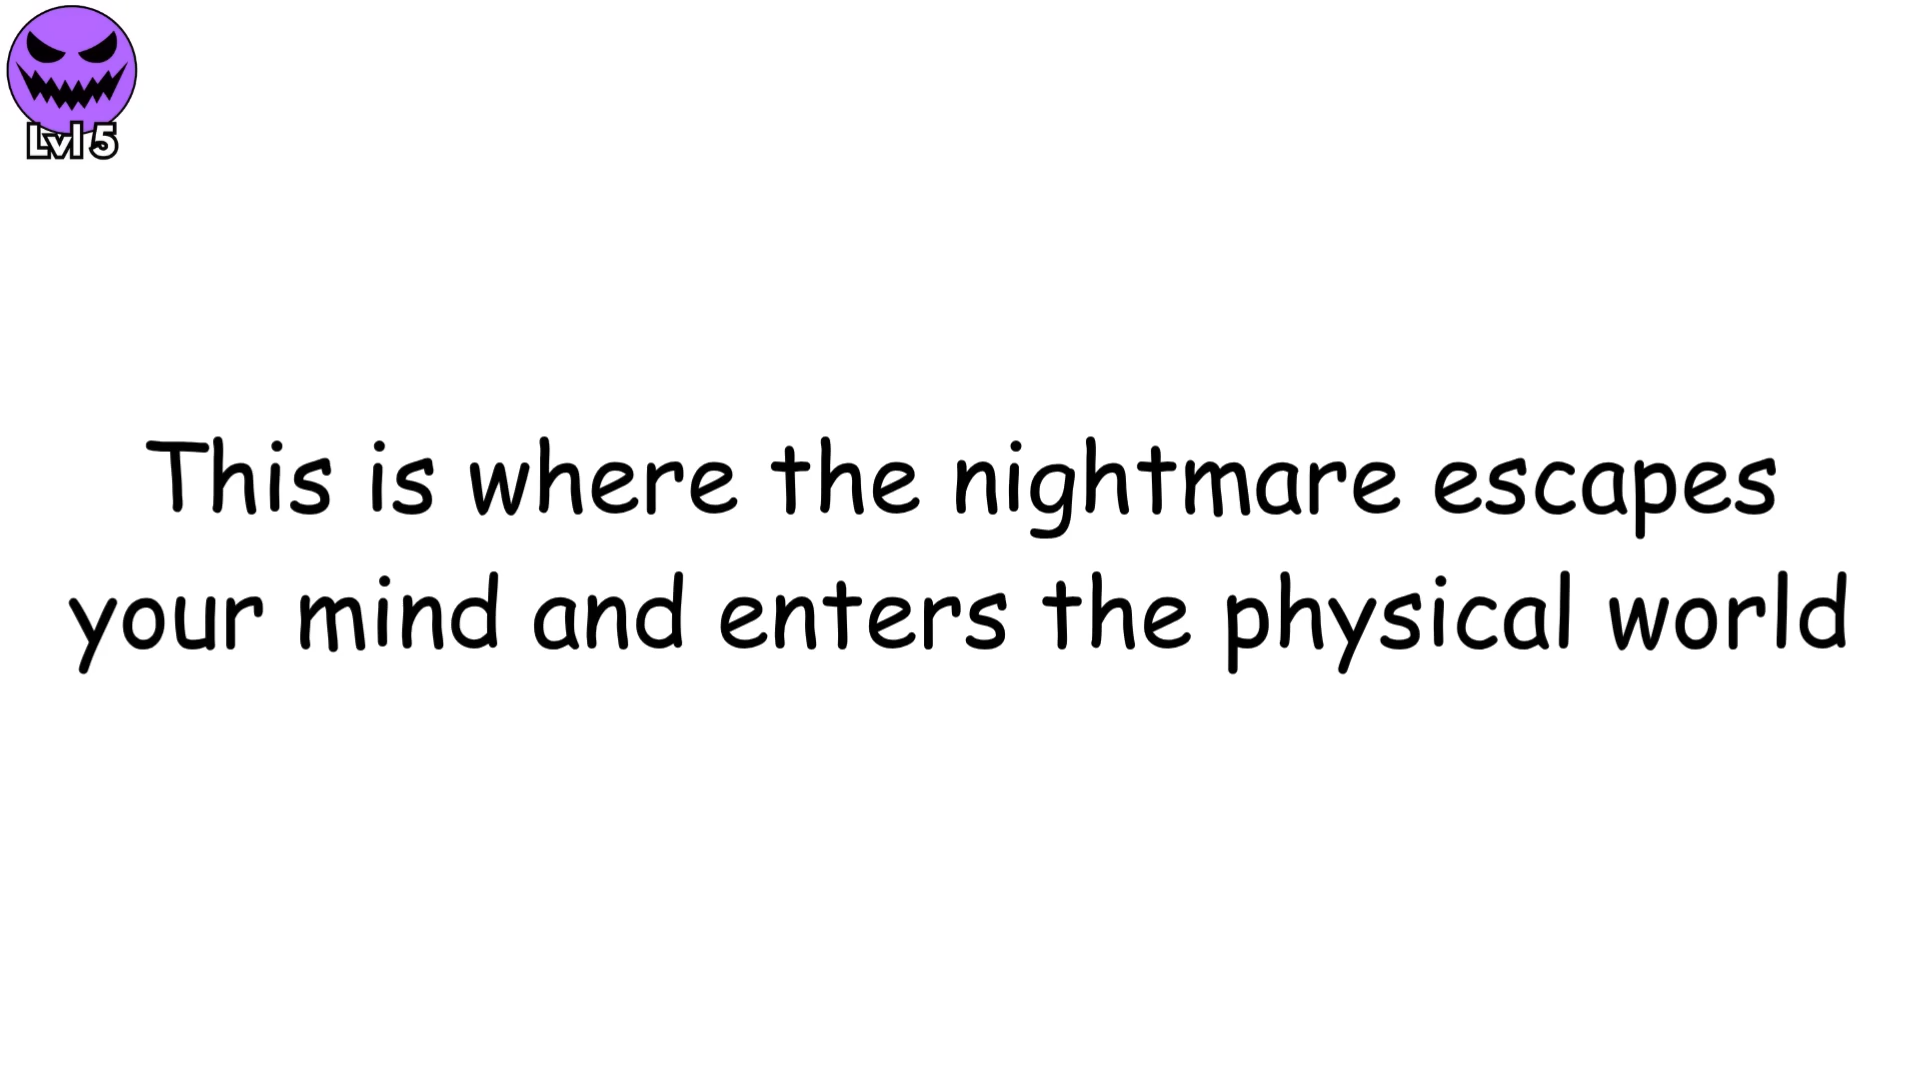 Lvl 5
This is where the nightmare escapes
your mind and enters the physical world